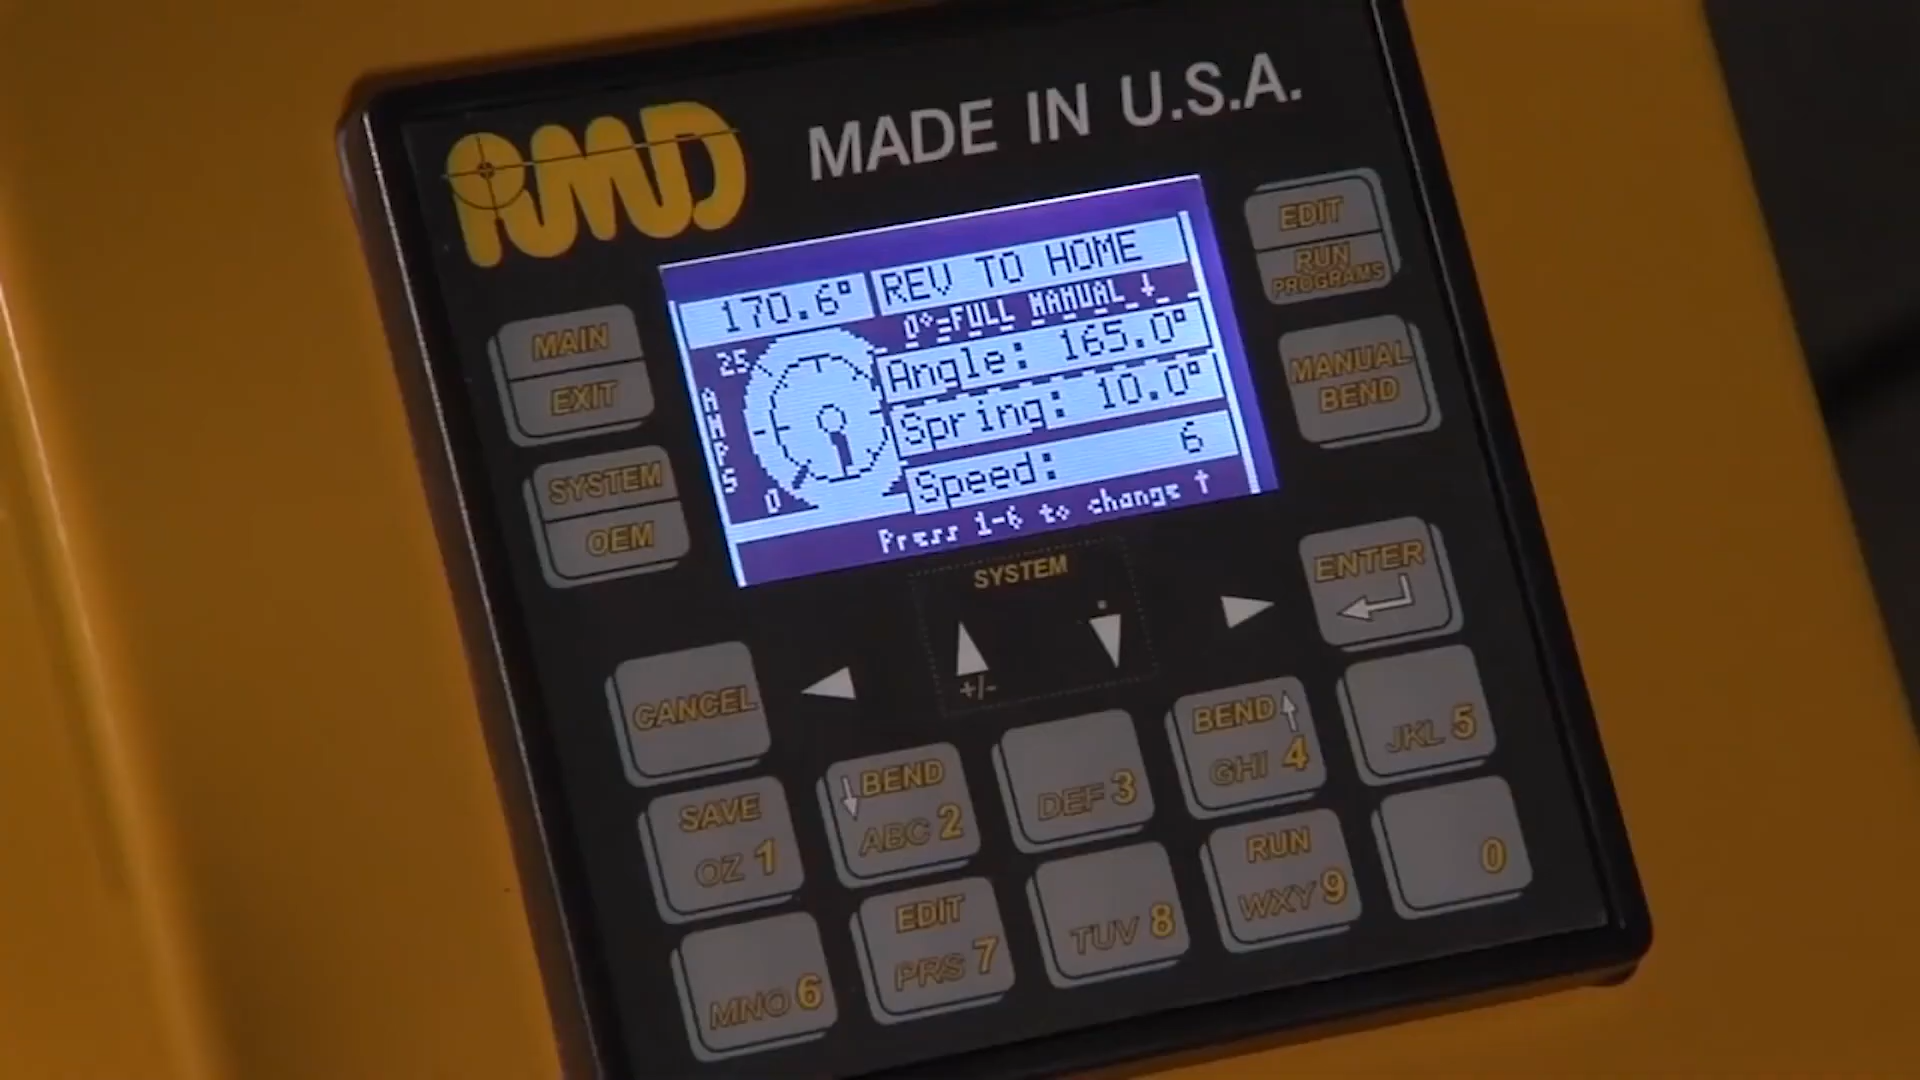 RMD
MADE IN U.S.A.
170.6°
REV TO HOME
0°=FULL MANUAL ↓
25
AMPS
0
Angle: 165.0°
Spring: 10.0°
Speed: 6
Press 1-6 to change ↑
EDIT
RUN
PROGRAMS
MAIN
EXIT
MANUAL
BEND
SYSTEM
OEM
SYSTEM
+/-
ENTER
CANCEL
SAVE
OZ 1
BEND
ABC 2
DEF 3
BEND
GHI 4
JKL 5
MNO 6
EDIT
PRS 7
TUV 8
RUN
WXY 9
0